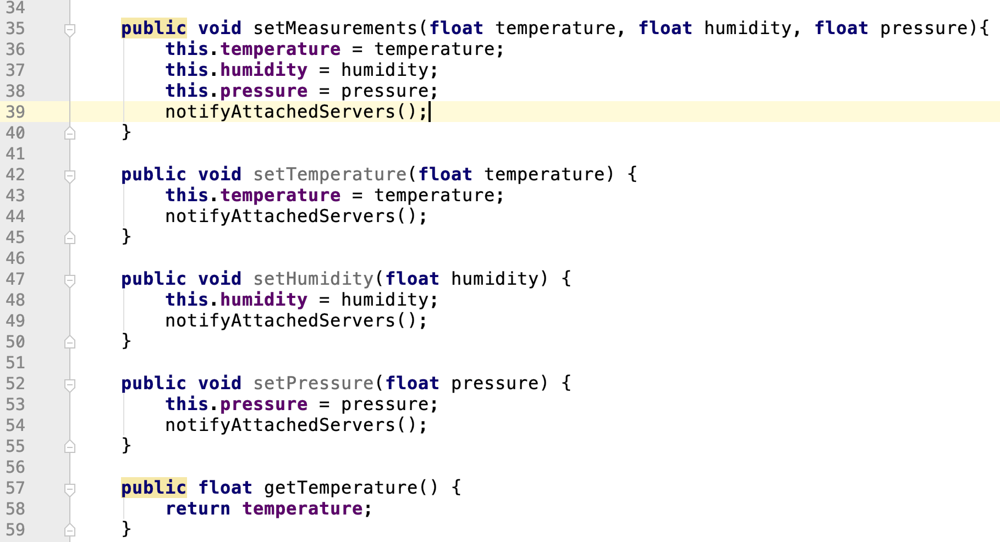 34
35 public void setMeasurements(float temperature, float humidity, float pressure){
36 this.temperature = temperature;
37 this.humidity = humidity;
38 this.pressure = pressure;
39 notifyAttachedServers();
40 }
41
42 public void setTemperature(float temperature) {
43 this.temperature = temperature;
44 notifyAttachedServers();
45 }
46
47 public void setHumidity(float humidity) {
48 this.humidity = humidity;
49 notifyAttachedServers();
50 }
51
52 public void setPressure(float pressure) {
53 this.pressure = pressure;
54 notifyAttachedServers();
55 }
56
57 public float getTemperature() {
58 return temperature;
59 }